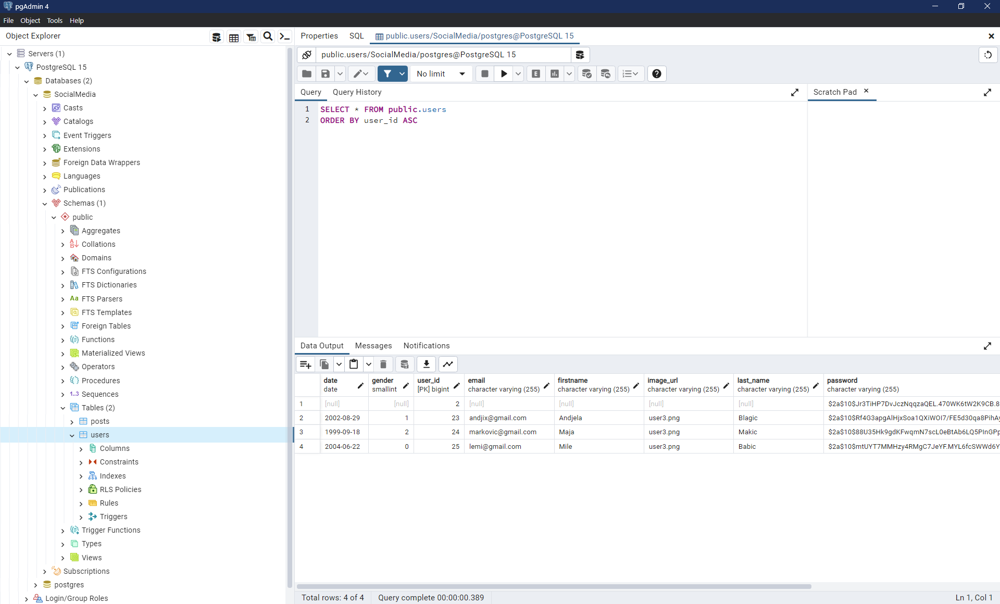 pgAdmin 4
File Object Tools Help
Object Explorer
Properties SQL public.users/SocialMedia/postgres@PostgreSQL 15
Servers (1)
PostgreSQL 15
Databases (2)
SocialMedia
Casts
Catalogs
Event Triggers
Extensions
Foreign Data Wrappers
Languages
Publications
Schemas (1)
public
Aggregates
Collations
Domains
FTS Configurations
FTS Dictionaries
Aa FTS Parsers
FTS Templates
Foreign Tables
Functions
Materialized Views
Operators
Procedures
1..3 Sequences
Tables (2)
posts
users
Columns
Constraints
Indexes
RLS Policies
Rules
Triggers
Trigger Functions
Types
Views
Subscriptions
postgres
Login/Group Roles
public.users/SocialMedia/postgres@PostgreSQL 15
No limit E
Query Query History Scratch Pad
1 SELECT * FROM public.users
2 ORDER BY user_id ASC
Data Output Messages Notifications
date gender user_id email firstname image_url last_name password
date smallint [PK] bigint character varying (255) character varying (255) character varying (255) character varying (255) character varying (255)
1 [null] [null] 2 [null] [null] [null] [null] $2a$10$Jr3TiHP7DvJczNqqzaQEL.470WK6tW2K9CB.8
2 2002-08-29 1 23 andjix@gmail.com Andjela user3.png Blagic $2a$10$Rf4G3apgAlHjxSoa1QXiWOI7/FE5d30qa8PihAy
3 1999-09-18 2 24 markovic@gmail.com Maja user3.png Makic $2a$10$88U35Hk9gdKFwqmN7scL0eBtAb6LQ5PInGPp
4 2004-06-22 0 25 lemi@gmail.com Mile user3.png Babic $2a$10$mtUYT7MMHzy4RMgC7JeYF.MYL6fcSWWd6Y
Total rows: 4 of 4 Query complete 00:00:00.389 Ln 1, Col 1